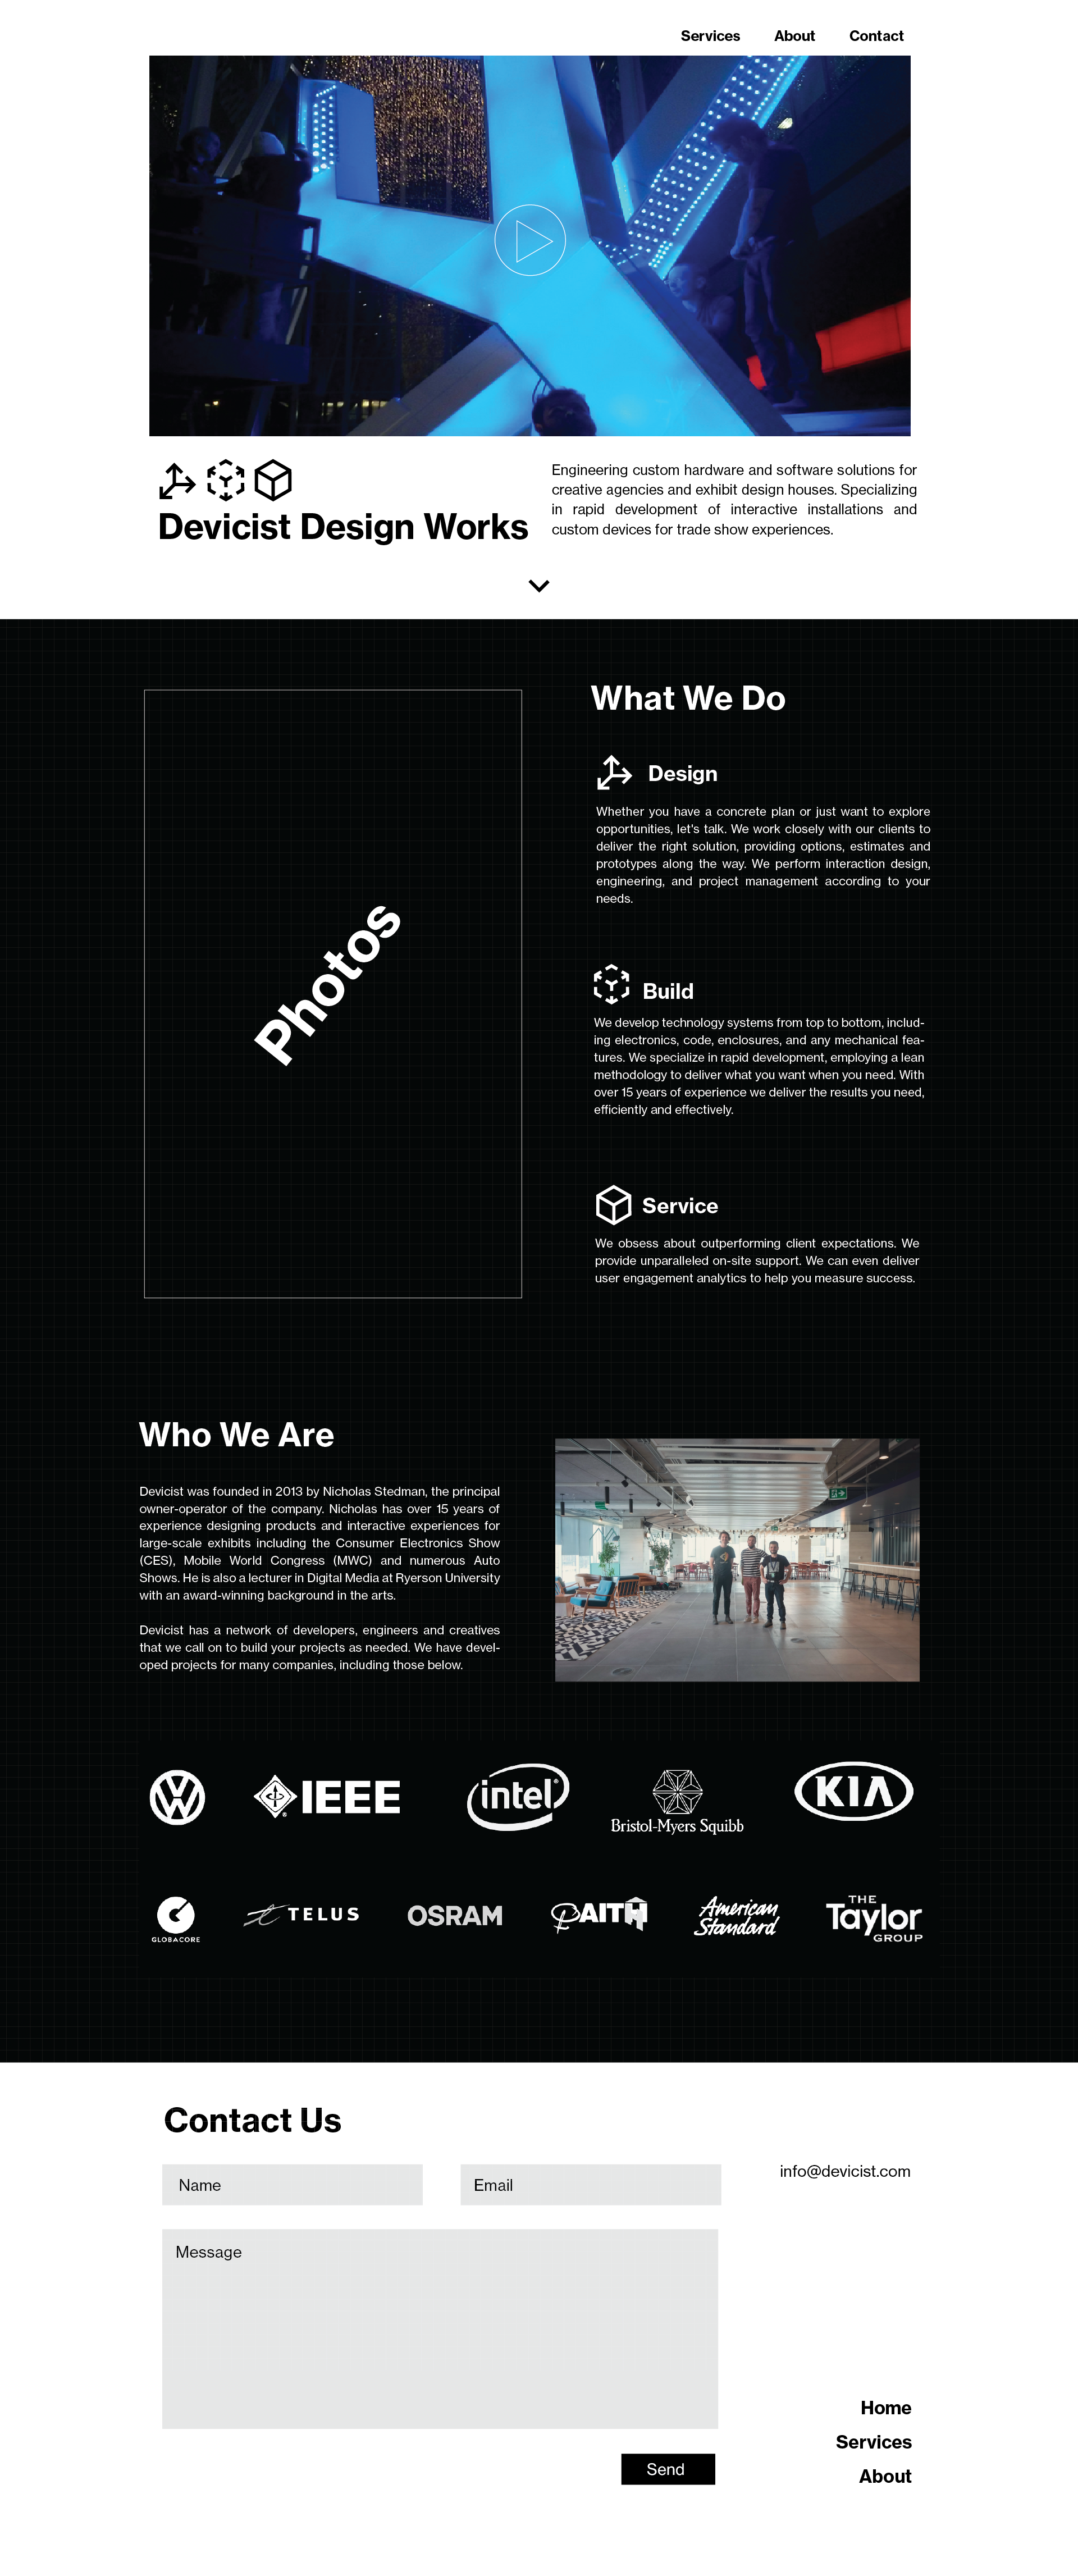 Services About Contact
Devicist Design Works
Engineering custom hardware and software solutions for
creative agencies and exhibit design houses. Specializing
in rapid development of interactive installations and
custom devices for trade show experiences.
Photos
What We Do
Design
Whether you have a concrete plan or just want to explore
opportunities, let's talk. We work closely with our clients to
deliver the right solution, providing options, estimates and
prototypes along the way. We perform interaction design,
engineering, and project management according to your
needs.
Build
We develop technology systems from top to bottom, includ-
ing electronics, code, enclosures, and any mechanical fea-
tures. We specialize in rapid development, employing a lean
methodology to deliver what you want when you need. With
over 15 years of experience we deliver the results you need,
efficiently and effectively.
Service
We obsess about outperforming client expectations. We
provide unparalleled on-site support. We can even deliver
user engagement analytics to help you measure success.
Who We Are
Devicist was founded in 2013 by Nicholas Stedman, the principal
owner-operator of the company. Nicholas has over 15 years of
experience designing products and interactive experiences for
large-scale exhibits including the Consumer Electronics Show
(CES), Mobile World Congress (MWC) and numerous Auto
Shows. He is also a lecturer in Digital Media at Ryerson University
with an award-winning background in the arts.
Devicist has a network of developers, engineers and creatives
that we call on to build your projects as needed. We have devel-
oped projects for many companies, including those below.
VW IEEE intel Bristol-Myers Squibb KIA
GLOBACORE TELUS OSRAM RAITH American Standard THE Taylor GROUP
Contact Us
Name Email info@devicist.com
Message
Home
Services
Send
About